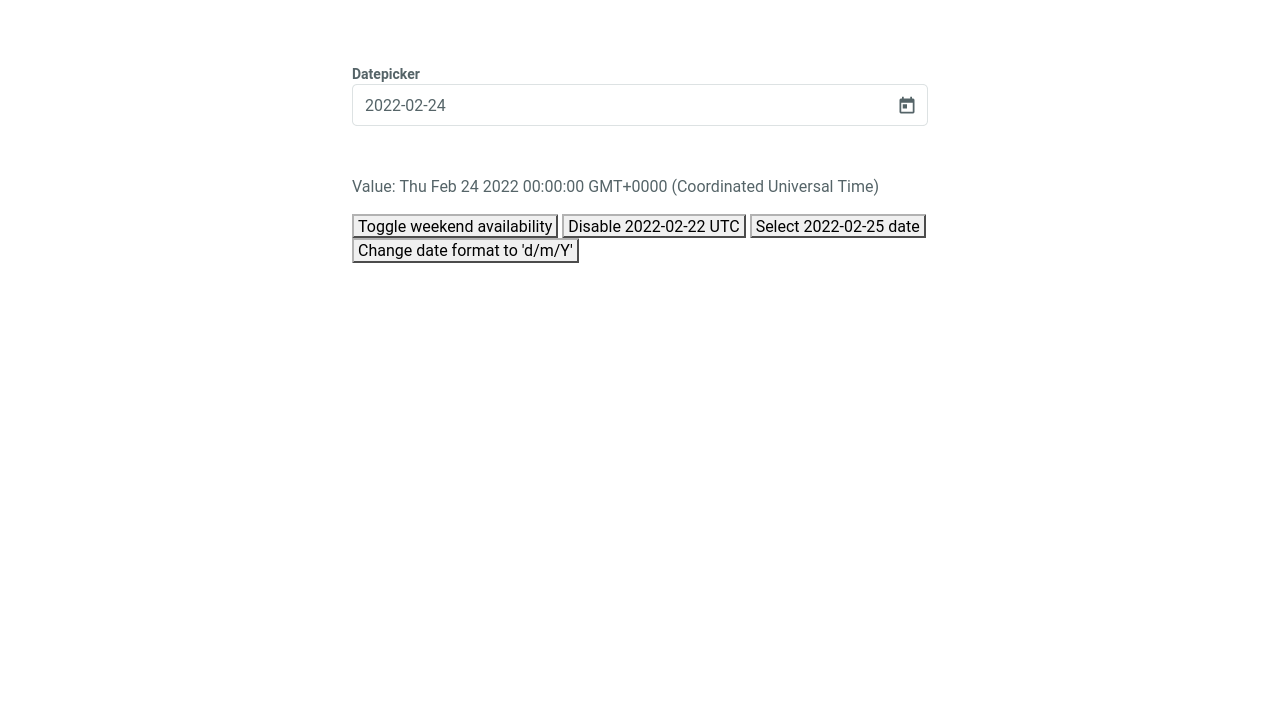 Datepicker
2022-02-24
Value: Thu Feb 24 2022 00:00:00 GMT+0000 (Coordinated Universal Time)
Toggle weekend availability Disable 2022-02-22 UTC Select 2022-02-25 date
Change date format to 'd/m/Y'